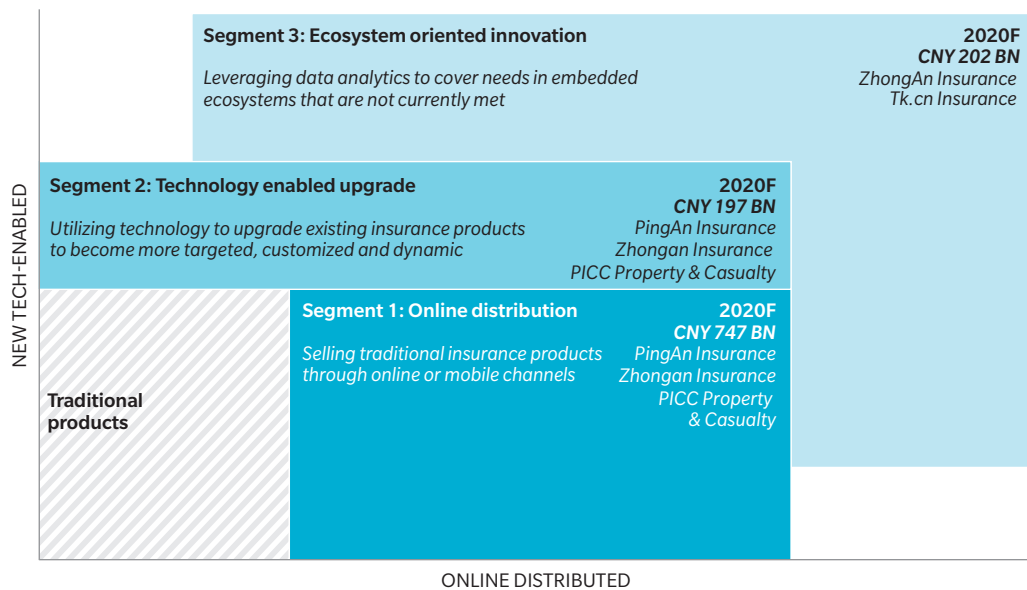 Segment 3: Ecosystem oriented innovation
Leveraging data analytics to cover needs in embedded
ecosystems that are not currently met
2020F
CNY 202 BN
ZhongAn Insurance
Tk.cn Insurance
Segment 2: Technology enabled upgrade
Utilizing technology to upgrade existing insurance products
to become more targeted, customized and dynamic
2020F
CNY 197 BN
PingAn Insurance
Zhongan Insurance
PICC Property & Casualty
Segment 1: Online distribution
Selling traditional insurance products
through online or mobile channels
2020F
CNY 747 BN
PingAn Insurance
Zhongan Insurance
PICC Property
& Casualty
Traditional
products
NEW TECH-ENABLED
ONLINE DISTRIBUTED